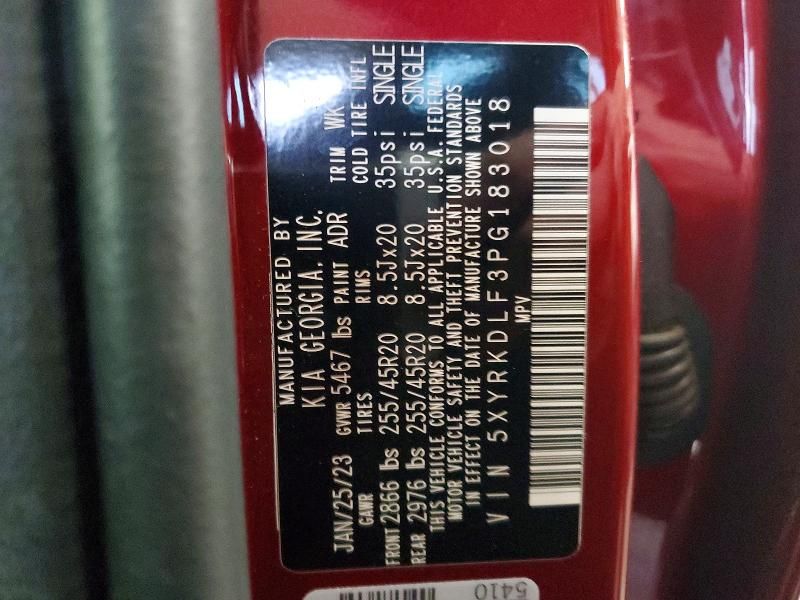 MANUFACTURED BY
KIA GEORGIA, INC.
JAN/25/23 GVWR 5467 lbs PAINT ADR TRIM WK
GAWR TIRES RIMS COLD TIRE INFL
FRONT 2866 lbs 255/45R20 8.5Jx20 35psi SINGLE
REAR 2976 lbs 255/45R20 8.5Jx20 35psi SINGLE
THIS VEHICLE CONFORMS TO ALL APPLICABLE U.S.A. FEDERAL
MOTOR VEHICLE SAFETY AND THEFT PREVENTION STANDARDS
IN EFFECT ON THE DATE OF MANUFACTURE SHOWN ABOVE
VIN 5XYRKDLF3PG183018
MPV
5410